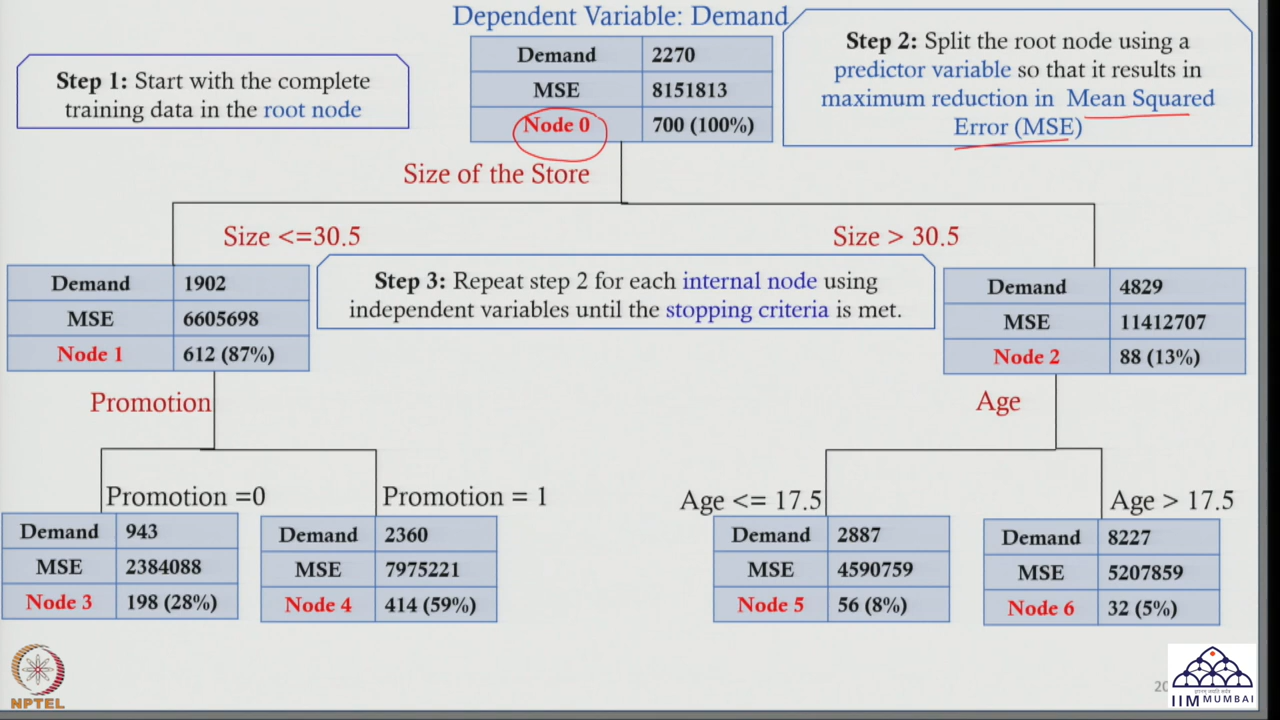 Dependent Variable: Demand
Step 1: Start with the complete
training data in the root node
Demand 2270
MSE 8151813
Node 0 700 (100%)
Step 2: Split the root node using a
predictor variable so that it results in
maximum reduction in Mean Squared
Error (MSE)
Size of the Store
Size <=30.5
Size > 30.5
Demand 1902
MSE 6605698
Node 1 612 (87%)
Step 3: Repeat step 2 for each internal node using
independent variables until the stopping criteria is met.
Demand 4829
MSE 11412707
Node 2 88 (13%)
Promotion
Age
Promotion =0
Promotion = 1
Age <= 17.5
Age > 17.5
Demand 943
MSE 2384088
Node 3 198 (28%)
Demand 2360
MSE 7975221
Node 4 414 (59%)
Demand 2887
MSE 4590759
Node 5 56 (8%)
Demand 8227
MSE 5207859
Node 6 32 (5%)
NPTEL
IIM MUMBAI